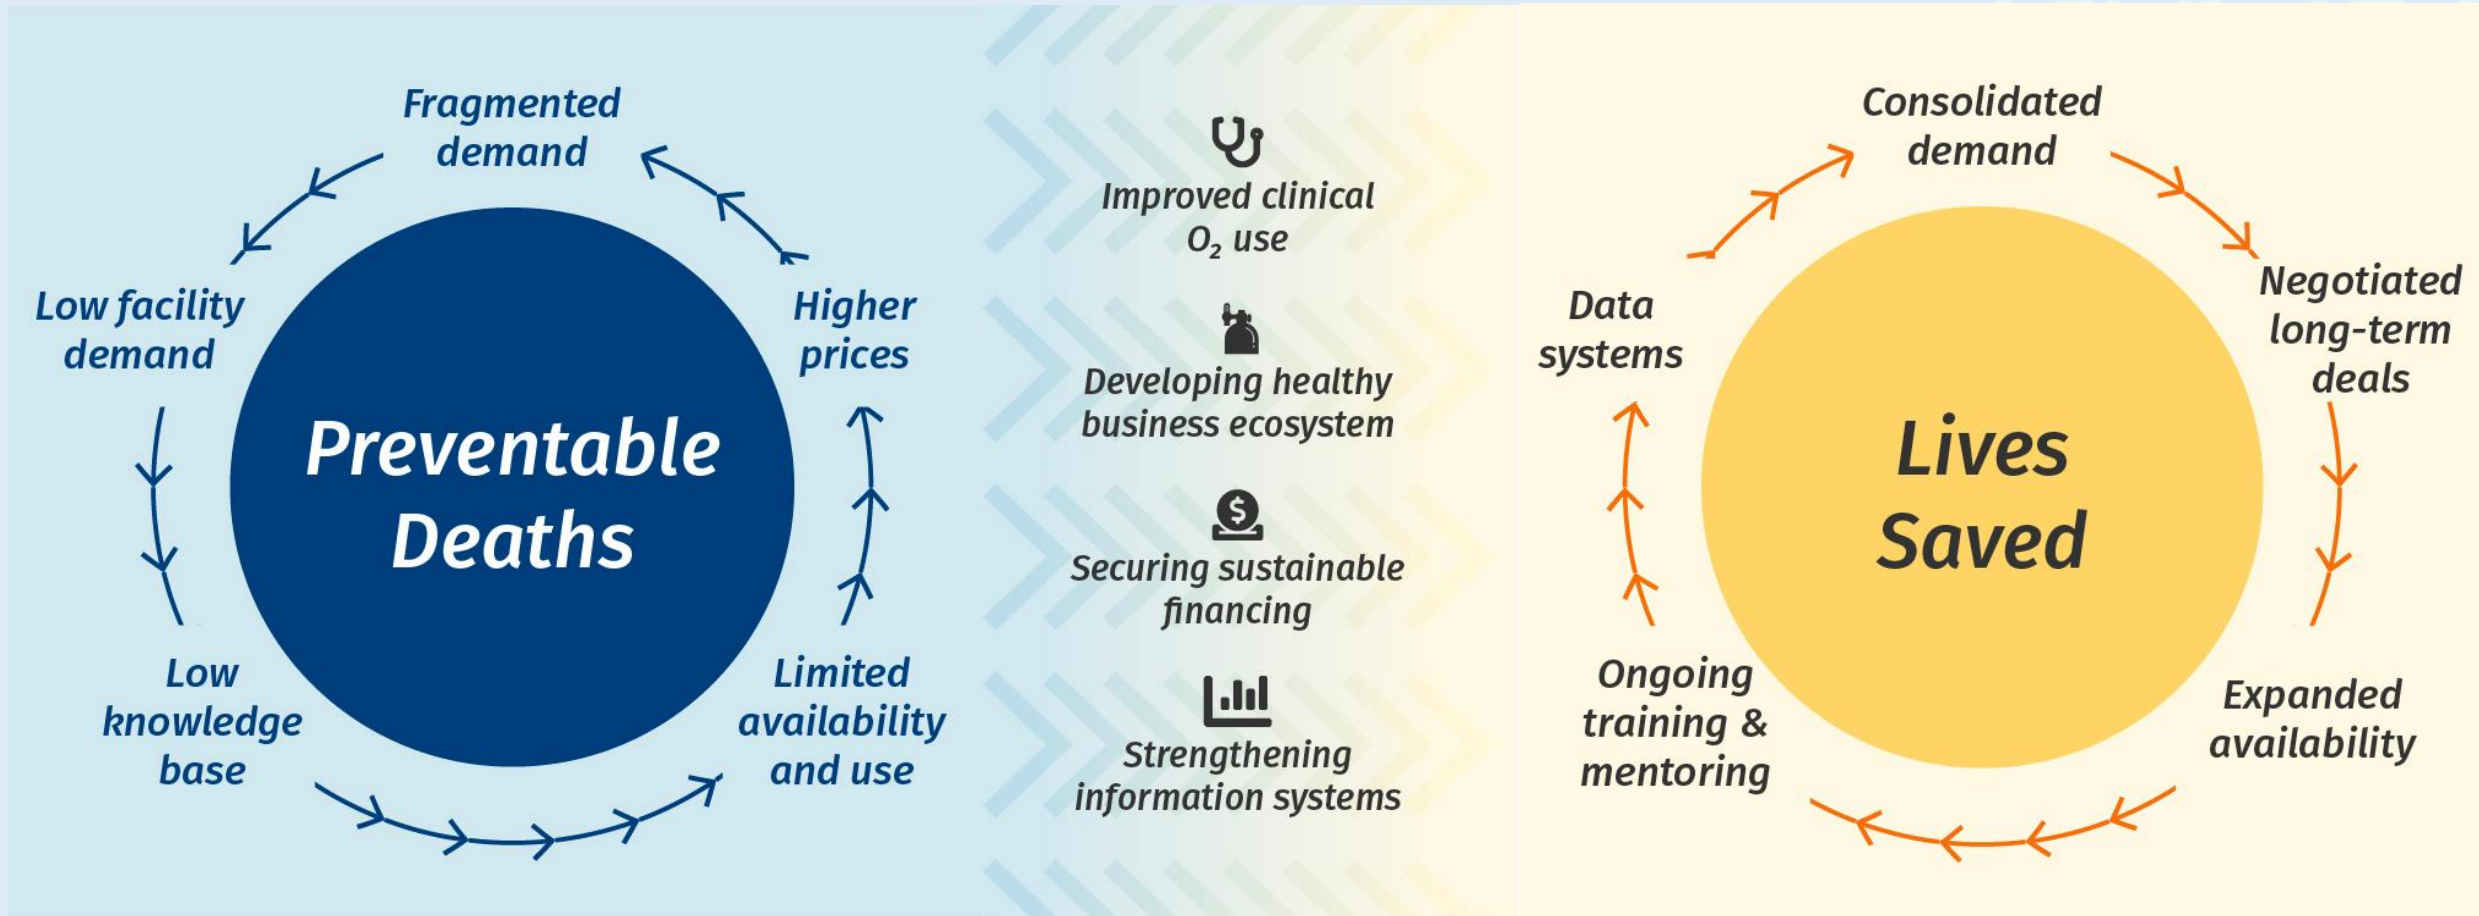 Fragmented
demand
Low facility
demand
Higher
prices
Preventable
Deaths
Low
knowledge
base
Limited
availability
and use
Improved clinical
O₂ use
Developing healthy
business ecosystem
$
Securing sustainable
financing
Strengthening
information systems
Consolidated
demand
Data
systems
Negotiated
long-term
deals
Lives
Saved
Ongoing
training &
mentoring
Expanded
availability